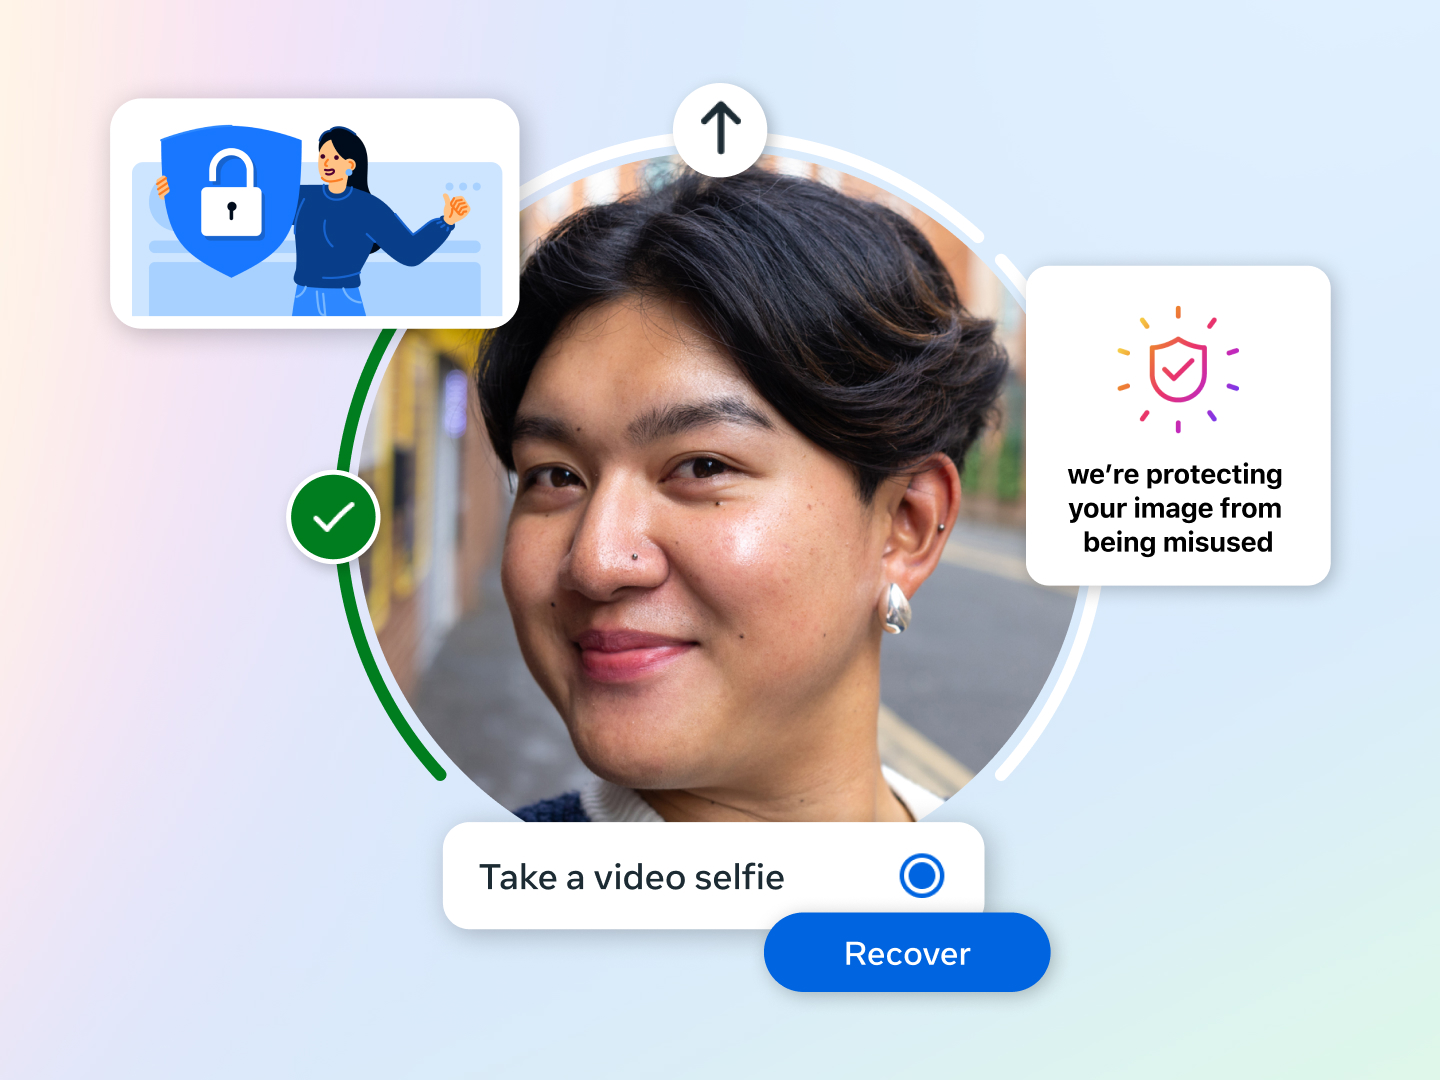 we’re protecting
your image from
being misused
Take a video selfie
Recover